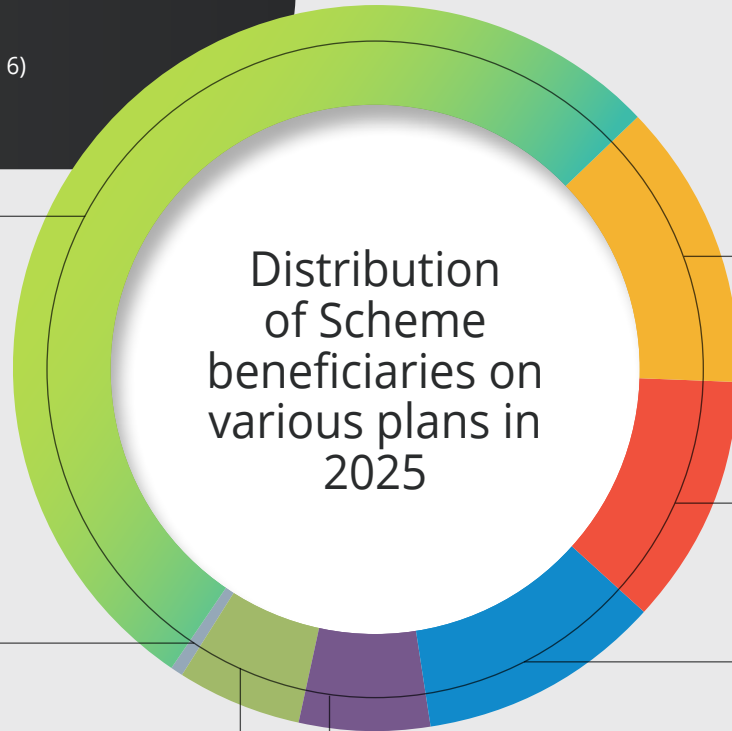 6)
Distribution
of Scheme
beneficiaries on
various plans in
2025